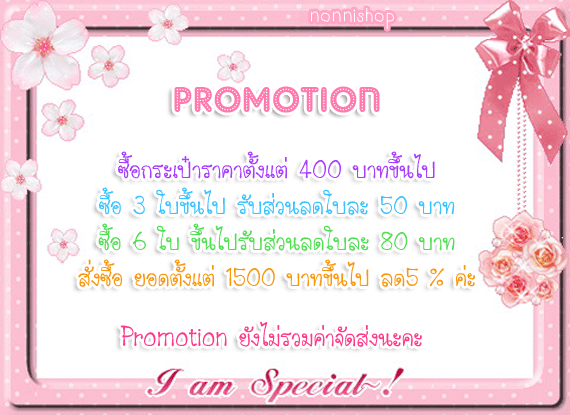 nonnishop
PROMOTION
ซื้อกระเป๋าราคาตั้งแต่ 400 บาทขึ้นไป
ซื้อ 3 ใบขึ้นไป รับส่วนลดใบละ 50 บาท
ซื้อ 6 ใบ ขึ้นไปรับส่วนลดใบละ 80 บาท
สั่งซื้อ ยอดตั้งแต่ 1500 บาทขึ้นไป ลด5 % ค่ะ
Promotion ยังไม่รวมค่าจัดส่งนะคะ
I am Special~!